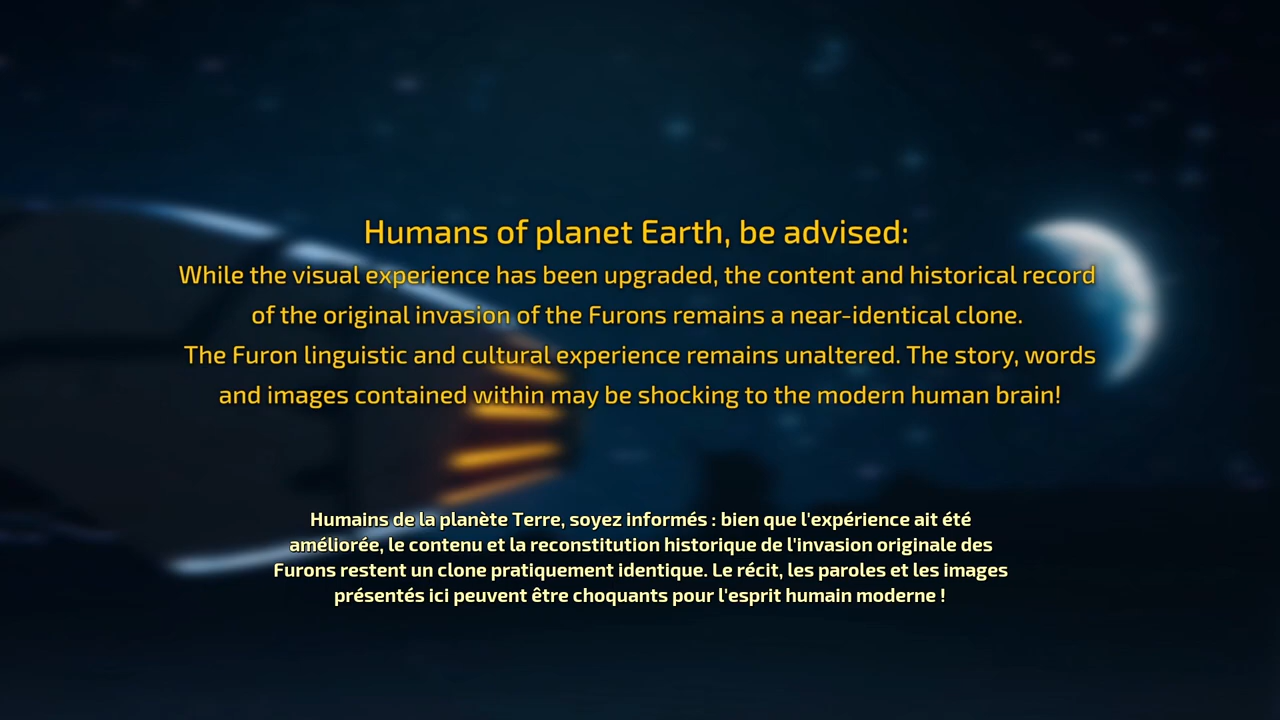 Humans of planet Earth, be advised:
While the visual experience has been upgraded, the content and historical record
of the original invasion of the Furons remains a near-identical clone.
The Furon linguistic and cultural experience remains unaltered. The story, words
and images contained within may be shocking to the modern human brain!
Humains de la planète Terre, soyez informés : bien que l'expérience ait été
améliorée, le contenu et la reconstitution historique de l'invasion originale des
Furons restent un clone pratiquement identique. Le récit, les paroles et les images
présentés ici peuvent être choquants pour l'esprit humain moderne !